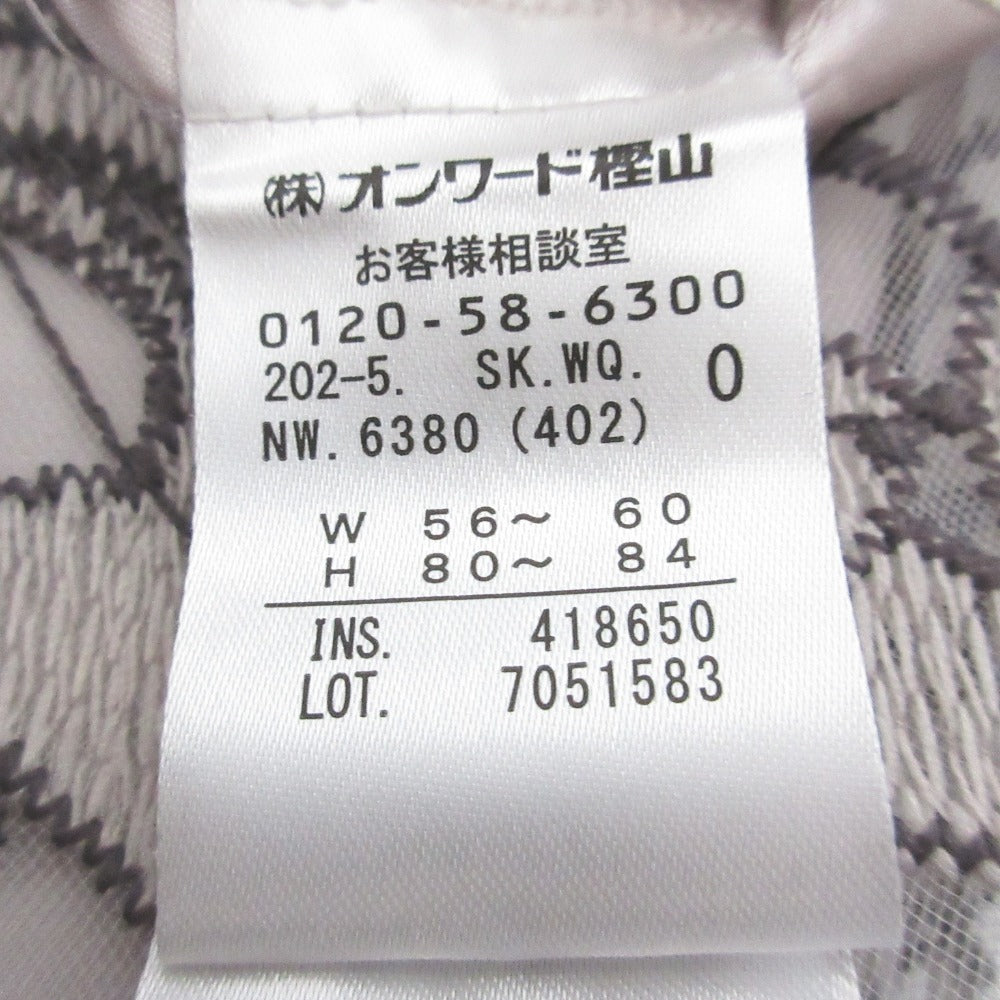 ㈱オンワード樫山
お客様相談室
0120-58-6300
202-5. SK.WQ. 0
NW. 6380 (402)
W 56〜 60
H 80〜 84
INS. 418650
LOT. 7051583